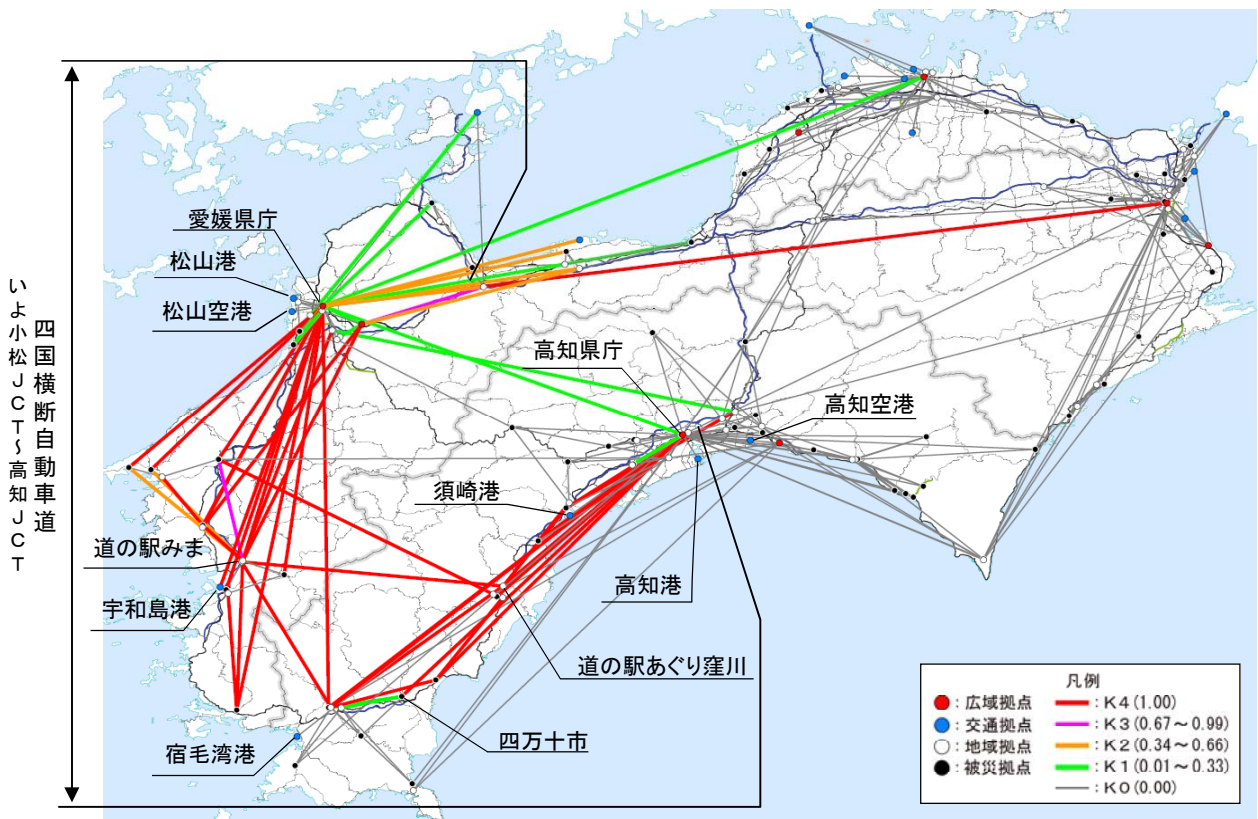 愛媛県庁
松山港
松山空港
四国横断自動車道
いよ小松JCT~高知JCT
高知県庁
高知空港
須崎港
道の駅みま
宇和島港
高知港
道の駅あぐり窪川
四万十市
宿毛湾港
凡例
:広域拠点
:交通拠点
:地域拠点
:被災拠点
:K4(1.00)
:K3(0.67~0.99)
:K2(0.34~0.66)
:K1(0.01~0.33)
:K0(0.00)